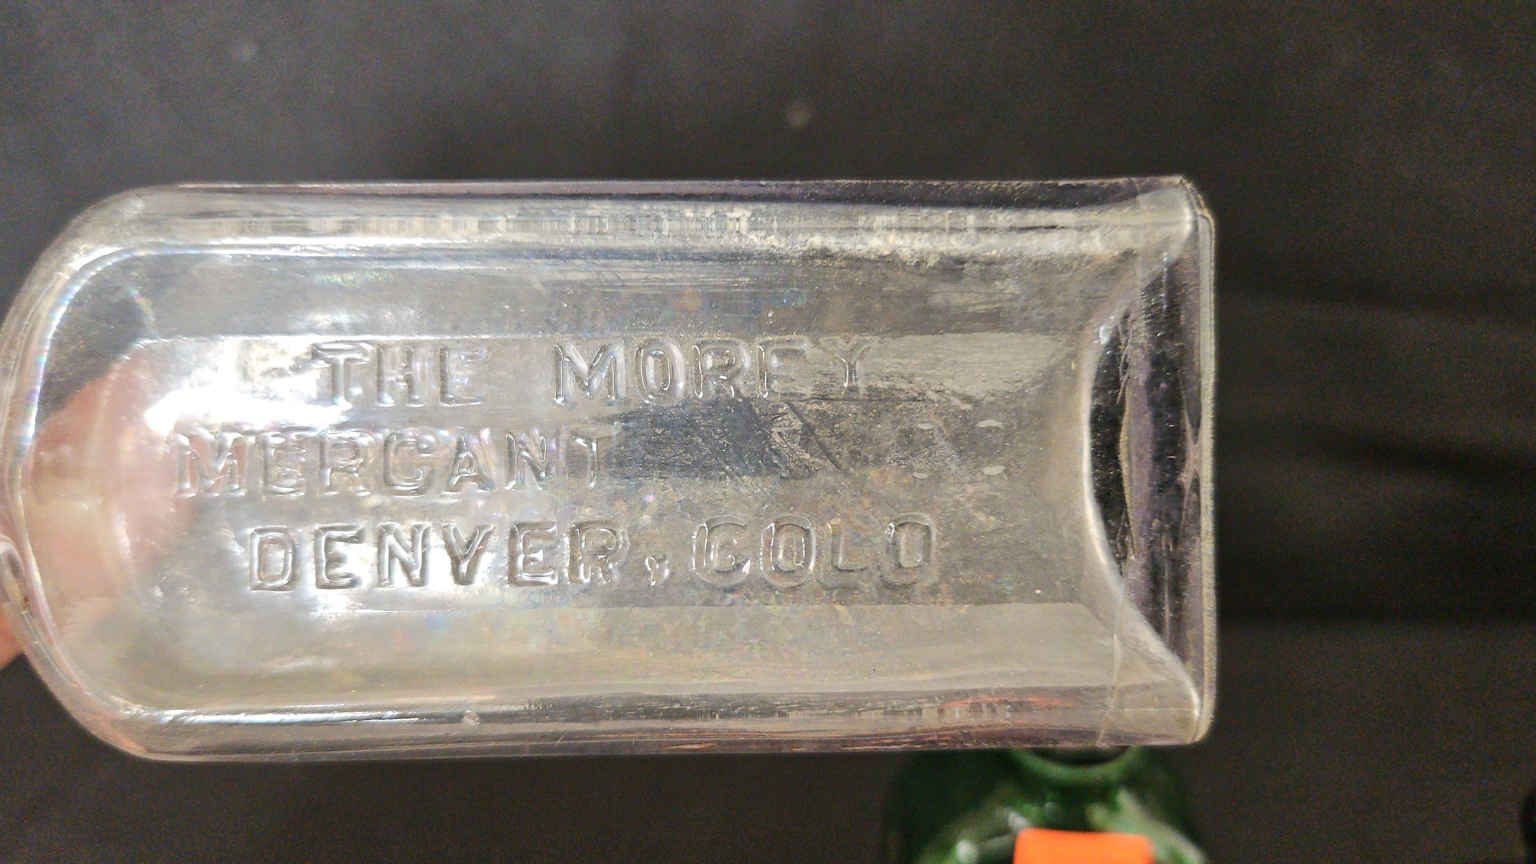 THE MOREY
MERCANT
DENVER, COLO